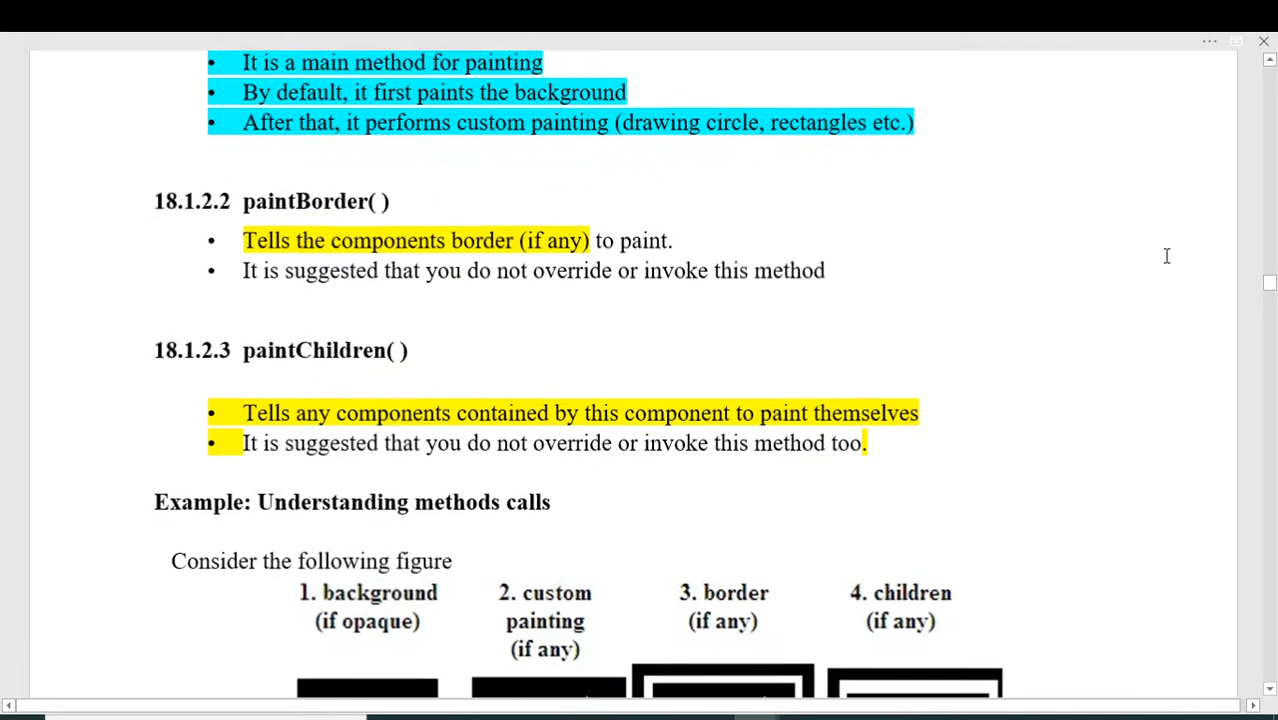 • It is a main method for painting
• By default, it first paints the background
• After that, it performs custom painting (drawing circle, rectangles etc.)
18.1.2.2 paintBorder( )
• Tells the components border (if any) to paint.
• It is suggested that you do not override or invoke this method
18.1.2.3 paintChildren( )
• Tells any components contained by this component to paint themselves
• It is suggested that you do not override or invoke this method too.
Example: Understanding methods calls
Consider the following figure
1. background
(if opaque)
2. custom
painting
(if any)
3. border
(if any)
4. children
(if any)